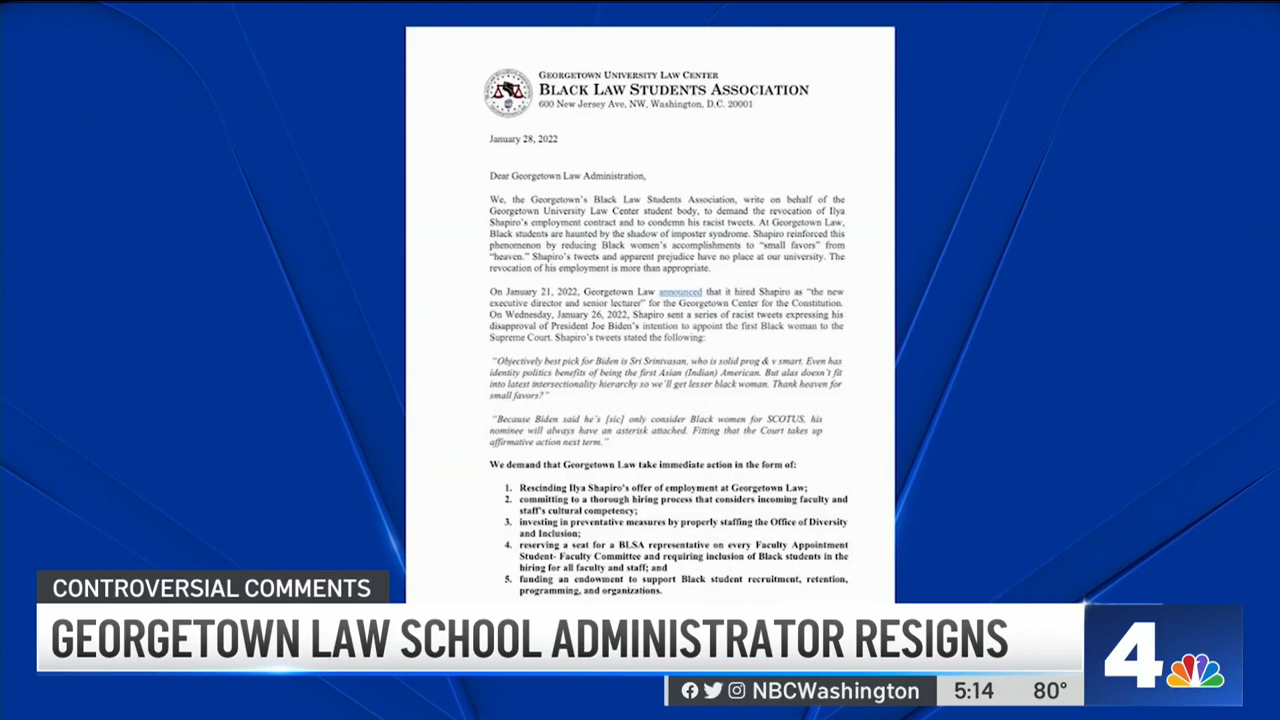 GEORGETOWN UNIVERSITY LAW CENTER
BLACK LAW STUDENTS ASSOCIATION
600 New Jersey Ave, NW, Washington, D.C. 20001
January 28, 2022
Dear Georgetown Law Administration,
We, the Georgetown's Black Law Students Association, write on behalf of the
Georgetown University Law Center student body, to demand the revocation of Ilya
Shapiro's employment contract and to condemn his racist tweets. At Georgetown Law,
Black students are haunted by the shadow of imposter syndrome. Shapiro reinforced this
phenomenon by reducing Black women's accomplishments to "small favors" from
"heaven." Shapiro's tweets and apparent prejudice have no place at our university. The
revocation of his employment is more than appropriate.
On January 21, 2022, Georgetown Law announced that it hired Shapiro as "the new
executive director and senior lecturer" for the Georgetown Center for the Constitution.
On Wednesday, January 26, 2022, Shapiro sent a series of racist tweets expressing his
disapproval of President Joe Biden's intention to appoint the first Black woman to the
Supreme Court. Shapiro's tweets stated the following:
"Objectively best pick for Biden is Sri Srinivasan, who is solid prog & v smart. Even has
identity politics benefits of being the first Asian (Indian) American. But alas doesn't fit
into latest intersectionality hierarchy so we'll get lesser black woman. Thank heaven for
small favors?"
"Because Biden said he's [sic] only consider Black women for SCOTUS, his
nominee will always have an asterisk attached. Fitting that the Court takes up
affirmative action next term."
We demand that Georgetown Law take immediate action in the form of:
1. Rescinding Ilya Shapiro's offer of employment at Georgetown Law;
2. committing to a thorough hiring process that considers incoming faculty and
staff's cultural competency;
3. investing in preventative measures by properly staffing the Office of Diversity
and Inclusion;
4. reserving a seat for a BLSA representative on every Faculty Appointment
Student- Faculty Committee and requiring inclusion of Black students in the
hiring for all faculty and staff; and
5. funding an endowment to support Black student recruitment, retention,
programming, and organizations.
CONTROVERSIAL COMMENTS
GEORGETOWN LAW SCHOOL ADMINISTRATOR RESIGNS
4
NBCWashington 5:14 80°